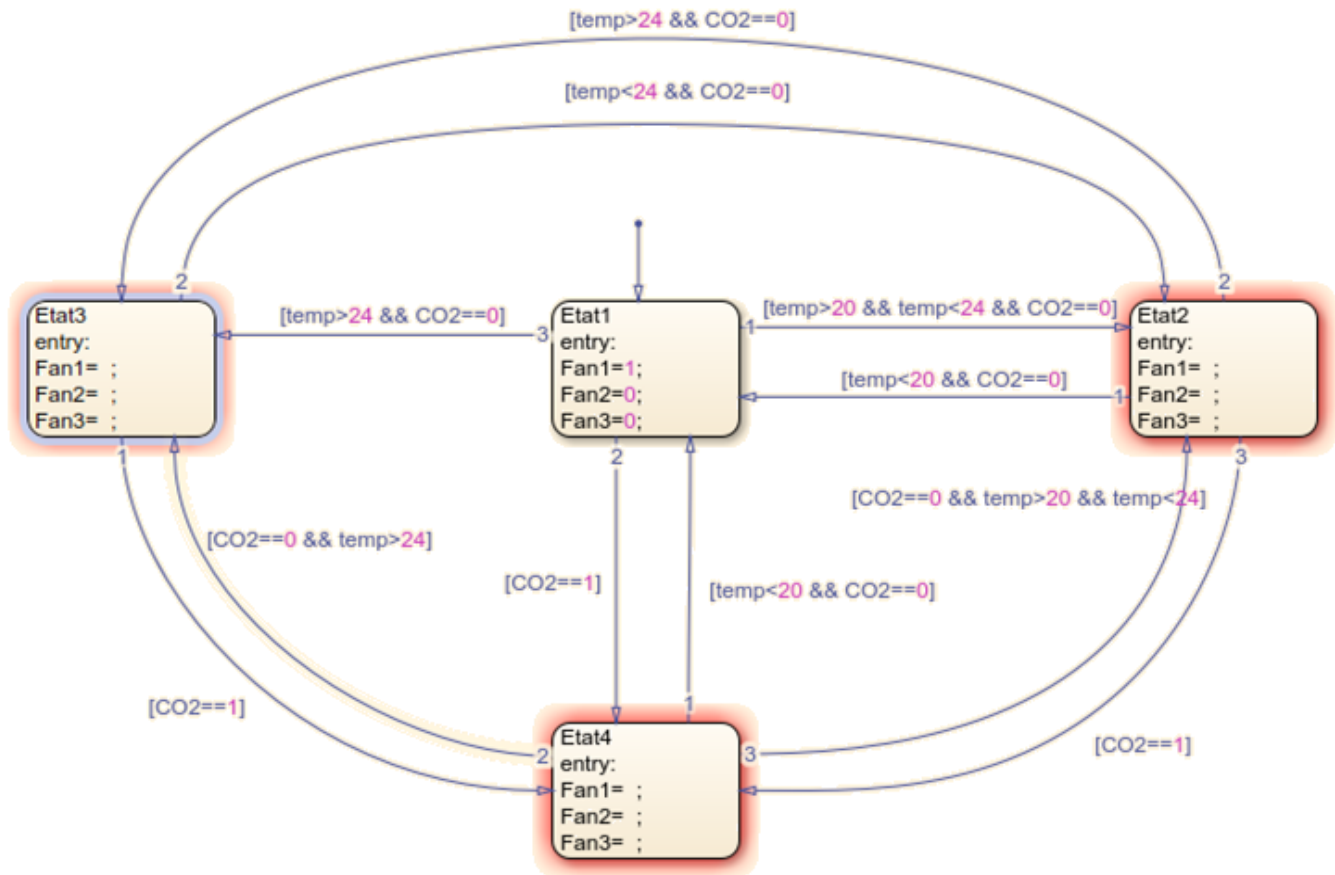 [temp>24 && CO2==0]
[temp<24 && CO2==0]
2
2
Etat3
entry:
Fan1= ;
Fan2= ;
Fan3= ;
1
[temp>24 && CO2==0]
3
Etat1
entry:
Fan1=1;
Fan2=0;
Fan3=0;
2
1
[temp>20 && temp<24 && CO2==0]
[temp<20 && CO2==0]
1
Etat2
entry:
Fan1= ;
Fan2= ;
Fan3= ;
3
[CO2==0 && temp>20 && temp<24]
[CO2==0 && temp>24]
[CO2==1]
[temp<20 && CO2==0]
[CO2==1]
[CO2==1]
1
2
Etat4
entry:
Fan1= ;
Fan2= ;
Fan3= ;
3